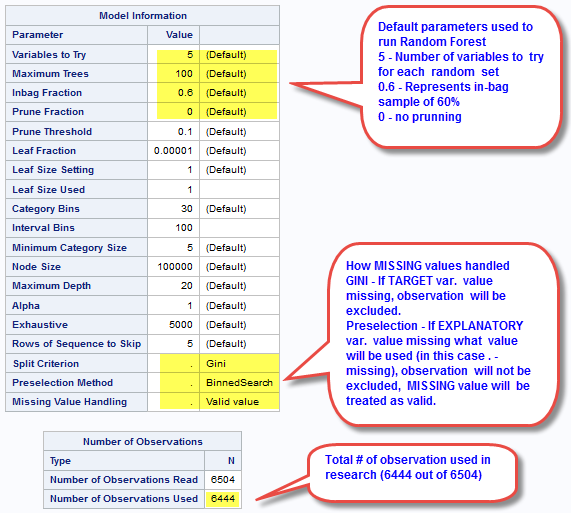 Model Information
Parameter Value
Variables to Try 5 (Default)
Maximum Trees 100 (Default)
Inbag Fraction 0.6 (Default)
Prune Fraction 0 (Default)
Prune Threshold 0.1 (Default)
Leaf Fraction 0.00001 (Default)
Leaf Size Setting 1 (Default)
Leaf Size Used 1
Category Bins 30 (Default)
Interval Bins 100
Minimum Category Size 5 (Default)
Node Size 100000 (Default)
Maximum Depth 20 (Default)
Alpha 1 (Default)
Exhaustive 5000 (Default)
Rows of Sequence to Skip 5 (Default)
Split Criterion . Gini
Preselection Method . BinnedSearch
Missing Value Handling . Valid value
Default parameters used to
run Random Forest
5 - Number of variables to try
for each random set
0.6 - Represents in-bag
sample of 60%
0 - no prunning
How MISSING values handled
GINI - If TARGET var. value
missing, observation will be
excluded.
Preselection - If EXPLANATORY
var. value missing what value
will be used (in this case . -
missing), observation will not be
excluded, MISSING value will be
treated as valid.
Number of Observations
Type N
Number of Observations Read 6504
Number of Observations Used 6444
Total # of observation used in
research (6444 out of 6504)